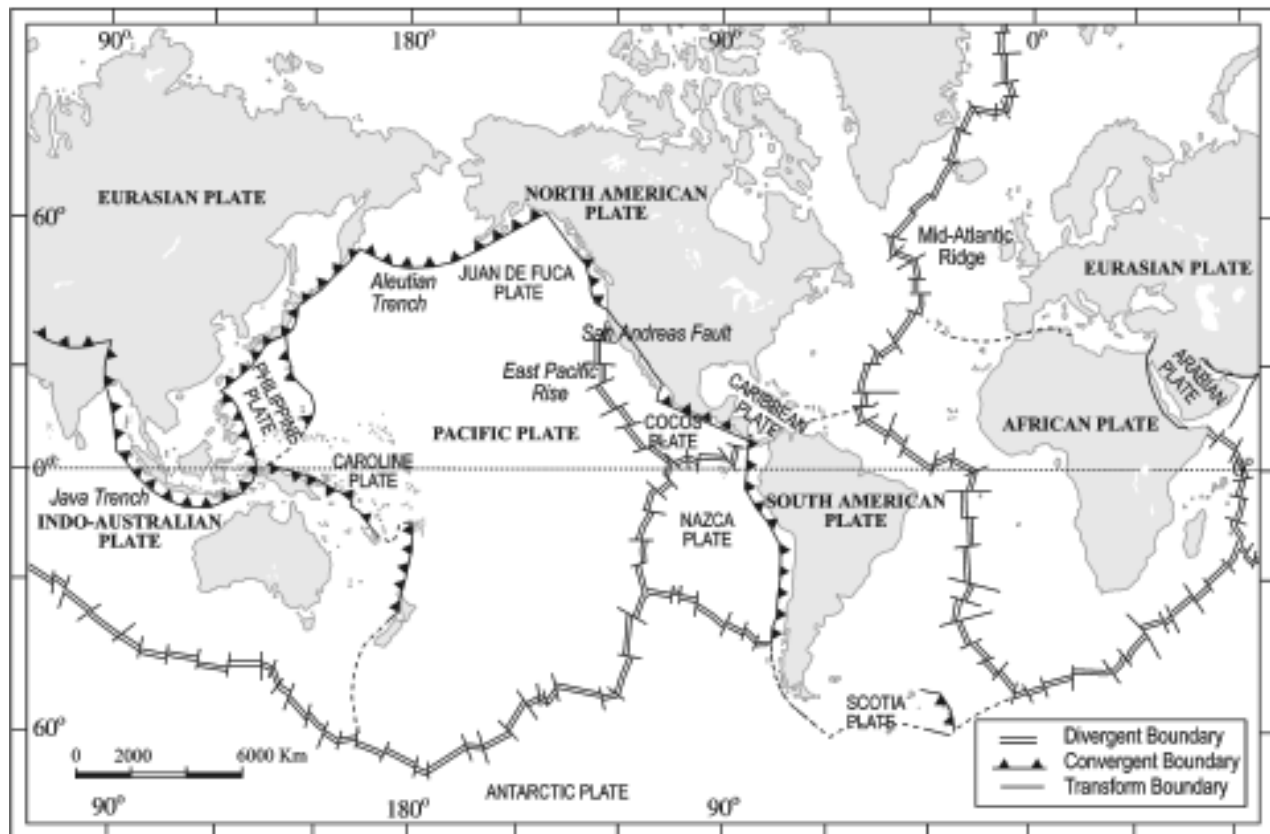 90° 180° 90° 0°
EURASIAN PLATE
NORTH AMERICAN
PLATE
60°
Mid-Atlantic
Ridge
EURASIAN PLATE
Aleutian
Trench
JUAN DE FUCA
PLATE
San Andreas Fault
East Pacific
Rise
PHILIPPINE
PLATE
ARABIAN
PLATE
CARIBBEAN
PLATE
COCOS
PLATE
PACIFIC PLATE
AFRICAN PLATE
CAROLINE
PLATE
0°
Java Trench
INDO-AUSTRALIAN
PLATE
SOUTH AMERICAN
PLATE
NAZCA
PLATE
SCOTIA
PLATE
60°
0 2000 6000 Km
ANTARCTIC PLATE
Divergent Boundary
Convergent Boundary
Transform Boundary
90° 180° 90°